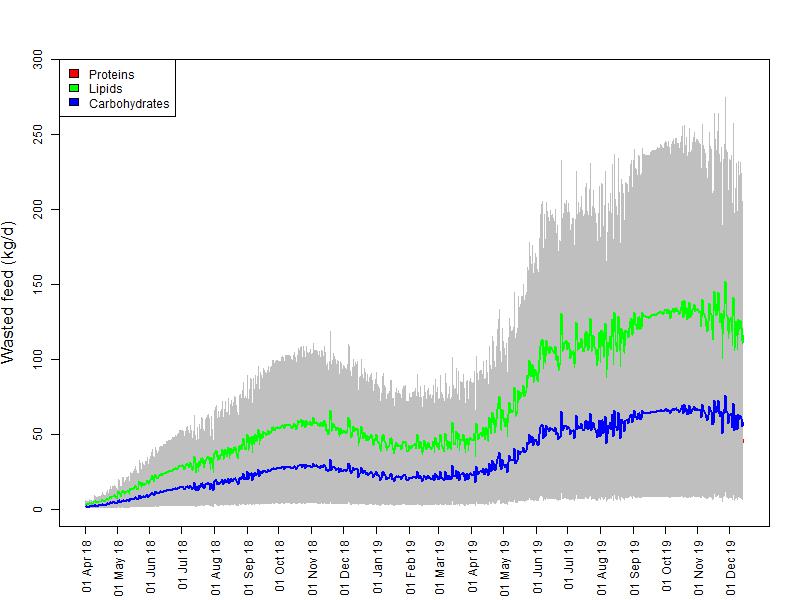 Proteins
Lipids
Carbohydrates
Wasted feed (kg/d)
300
250
200
150
100
50
0
01 Apr 18
01 May 18
01 Jun 18
01 Jul 18
01 Aug 18
01 Sep 18
01 Oct 18
01 Nov 18
01 Dec 18
01 Jan 19
01 Feb 19
01 Mar 19
01 Apr 19
01 May 19
01 Jun 19
01 Jul 19
01 Aug 19
01 Sep 19
01 Oct 19
01 Nov 19
01 Dec 19